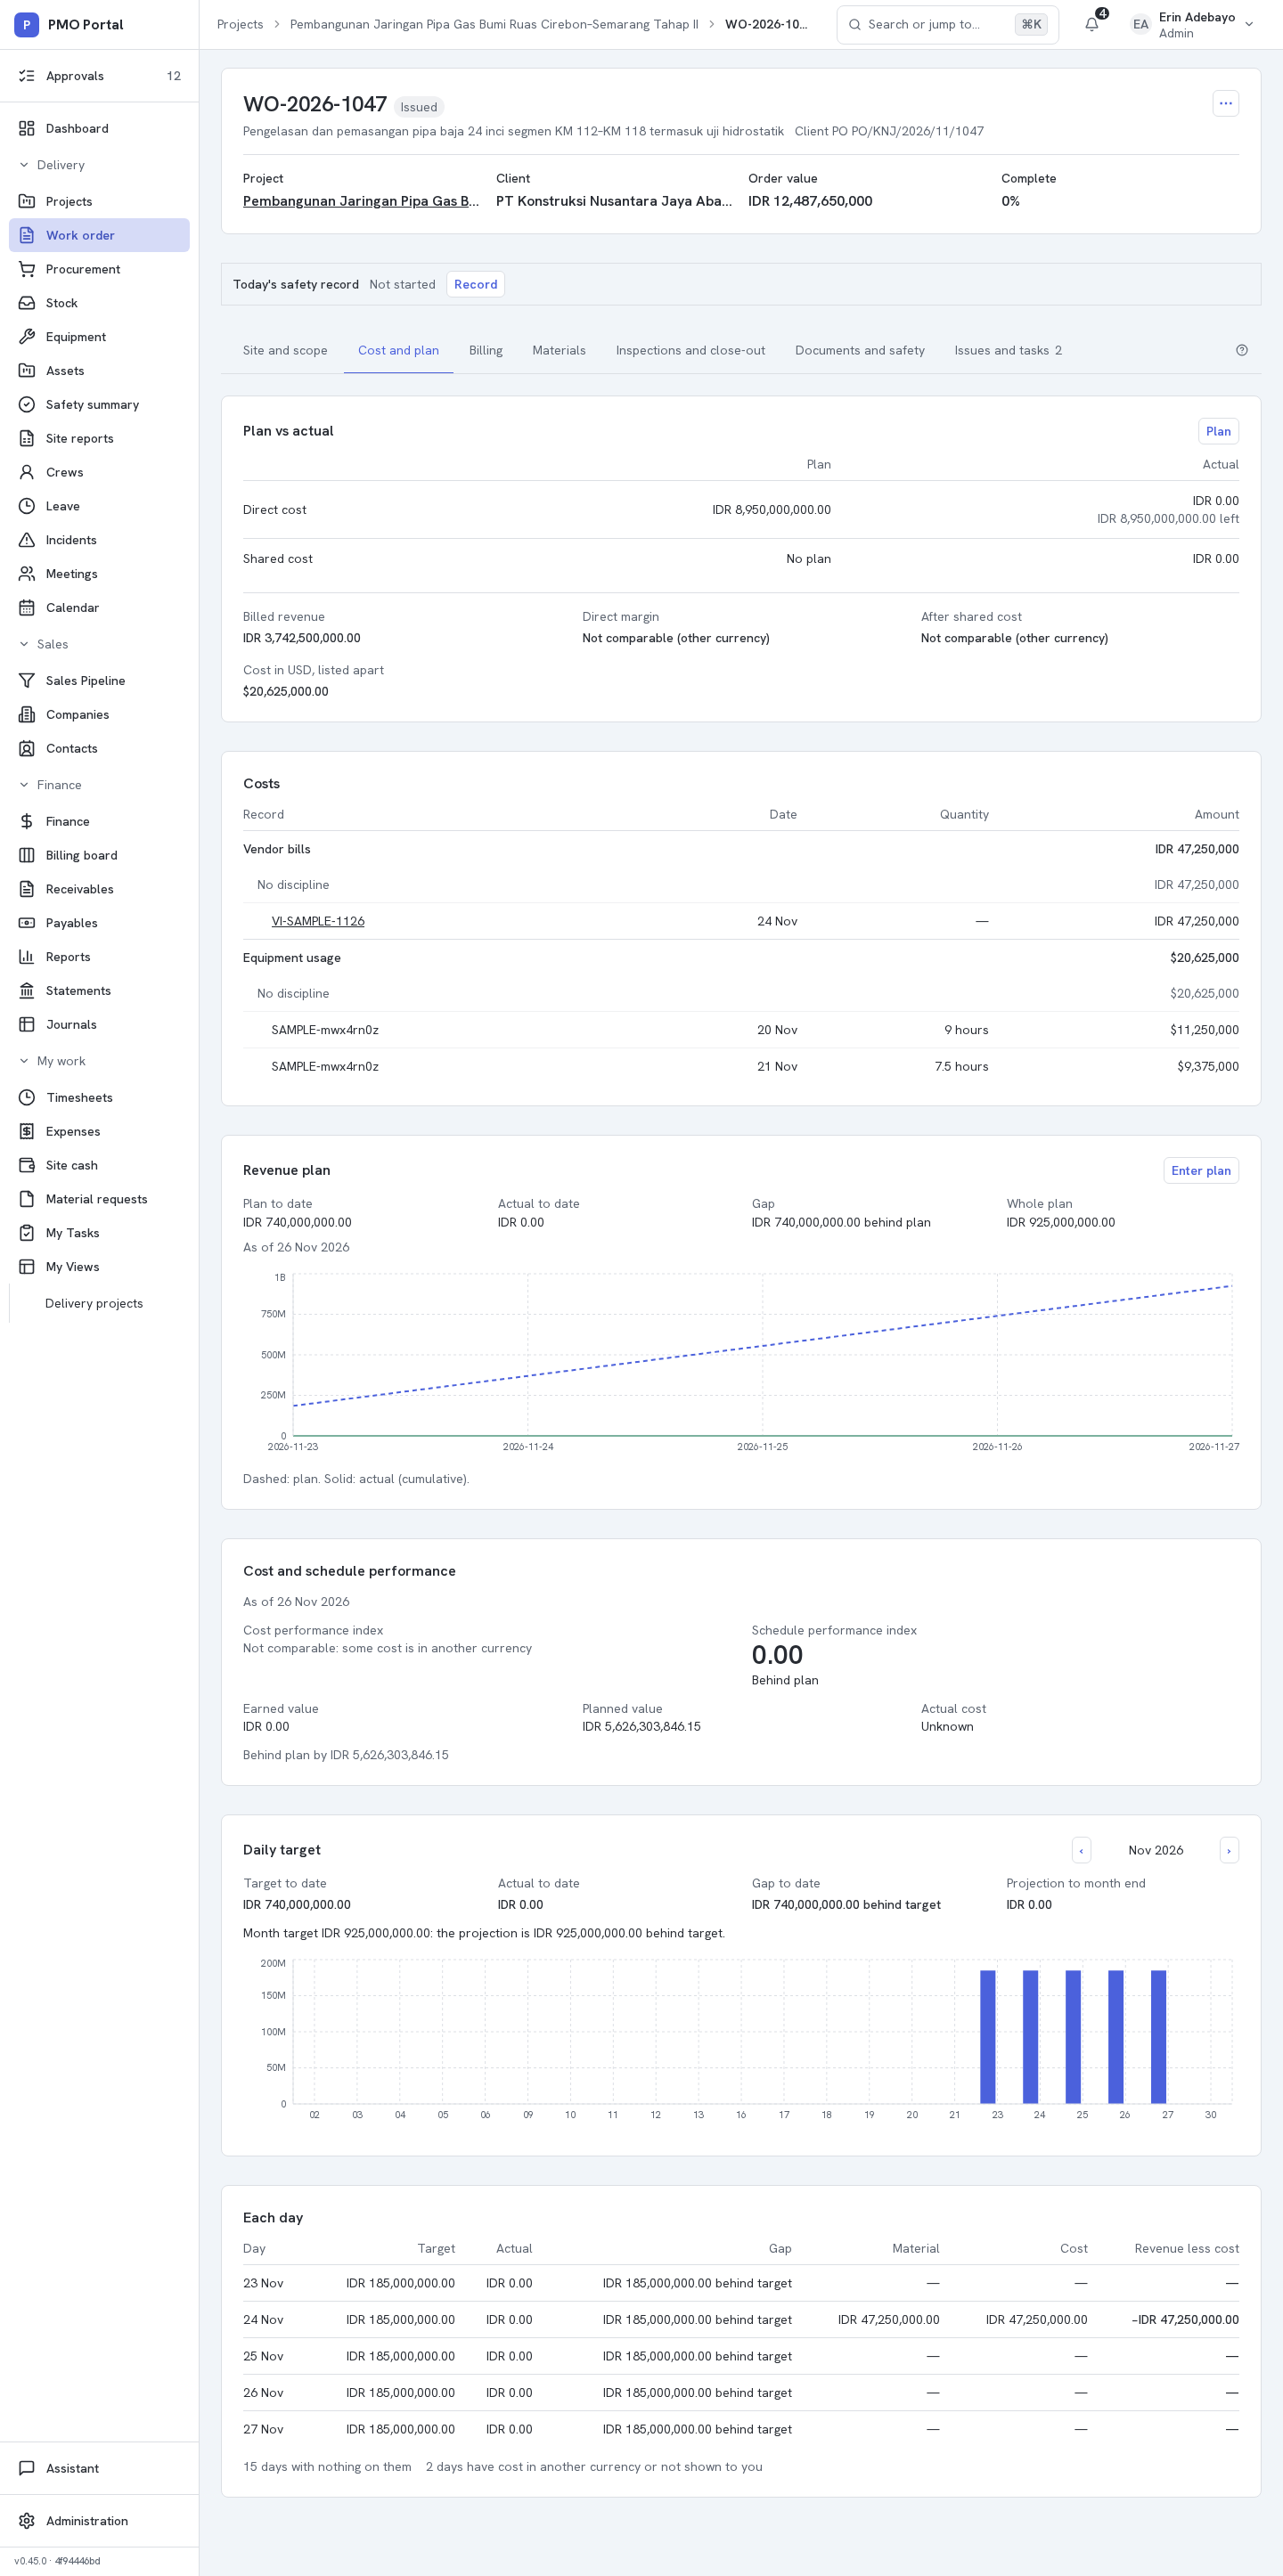 P PMO Portal
Projects > Pembangunan Jaringan Pipa Gas Bumi Ruas Cirebon–Semarang Tahap II > WO-2026-10...
Search or jump to... ⌘K
4
EA Erin Adebayo
Admin
Approvals 12
Dashboard
Delivery
Projects
Work order
Procurement
Stock
Equipment
Assets
Safety summary
Site reports
Crews
Leave
Incidents
Meetings
Calendar
Sales
Sales Pipeline
Companies
Contacts
Finance
Finance
Billing board
Receivables
Payables
Reports
Statements
Journals
My work
Timesheets
Expenses
Site cash
Material requests
My Tasks
My Views
Delivery projects
Assistant
Administration
v0.45.0 · 4f94446bd
WO-2026-1047 Issued
Pengelasan dan pemasangan pipa baja 24 inci segmen KM 112–KM 118 termasuk uji hidrostatik Client PO PO/KNJ/2026/11/1047
Project Client Order value Complete
Pembangunan Jaringan Pipa Gas B... PT Konstruksi Nusantara Jaya Aba... IDR 12,487,650,000 0%
Today's safety record Not started Record
Site and scope Cost and plan Billing Materials Inspections and close-out Documents and safety Issues and tasks 2
Plan vs actual Plan
Plan Actual
Direct cost IDR 8,950,000,000.00 IDR 0.00
IDR 8,950,000,000.00 left
Shared cost No plan IDR 0.00
Billed revenue Direct margin After shared cost
IDR 3,742,500,000.00 Not comparable (other currency) Not comparable (other currency)
Cost in USD, listed apart
$20,625,000.00
Costs
Record Date Quantity Amount
Vendor bills IDR 47,250,000
No discipline IDR 47,250,000
VI-SAMPLE-1126 24 Nov — IDR 47,250,000
Equipment usage $20,625,000
No discipline $20,625,000
SAMPLE-mwx4rn0z 20 Nov 9 hours $11,250,000
SAMPLE-mwx4rn0z 21 Nov 7.5 hours $9,375,000
Revenue plan Enter plan
Plan to date Actual to date Gap Whole plan
IDR 740,000,000.00 IDR 0.00 IDR 740,000,000.00 behind plan IDR 925,000,000.00
As of 26 Nov 2026
1B
750M
500M
250M
0
2026-11-23 2026-11-24 2026-11-25 2026-11-26 2026-11-27
Dashed: plan. Solid: actual (cumulative).
Cost and schedule performance
As of 26 Nov 2026
Cost performance index Schedule performance index
Not comparable: some cost is in another currency 0.00
Behind plan
Earned value Planned value Actual cost
IDR 0.00 IDR 5,626,303,846.15 Unknown
Behind plan by IDR 5,626,303,846.15
Daily target ‹ Nov 2026 ›
Target to date Actual to date Gap to date Projection to month end
IDR 740,000,000.00 IDR 0.00 IDR 740,000,000.00 behind target IDR 0.00
Month target IDR 925,000,000.00: the projection is IDR 925,000,000.00 behind target.
200M
150M
100M
50M
0
02 03 04 05 06 09 10 11 12 13 16 17 18 19 20 21 23 24 25 26 27 30
Each day
Day Target Actual Gap Material Cost Revenue less cost
23 Nov IDR 185,000,000.00 IDR 0.00 IDR 185,000,000.00 behind target — — —
24 Nov IDR 185,000,000.00 IDR 0.00 IDR 185,000,000.00 behind target IDR 47,250,000.00 IDR 47,250,000.00 -IDR 47,250,000.00
25 Nov IDR 185,000,000.00 IDR 0.00 IDR 185,000,000.00 behind target — — —
26 Nov IDR 185,000,000.00 IDR 0.00 IDR 185,000,000.00 behind target — — —
27 Nov IDR 185,000,000.00 IDR 0.00 IDR 185,000,000.00 behind target — — —
15 days with nothing on them 2 days have cost in another currency or not shown to you